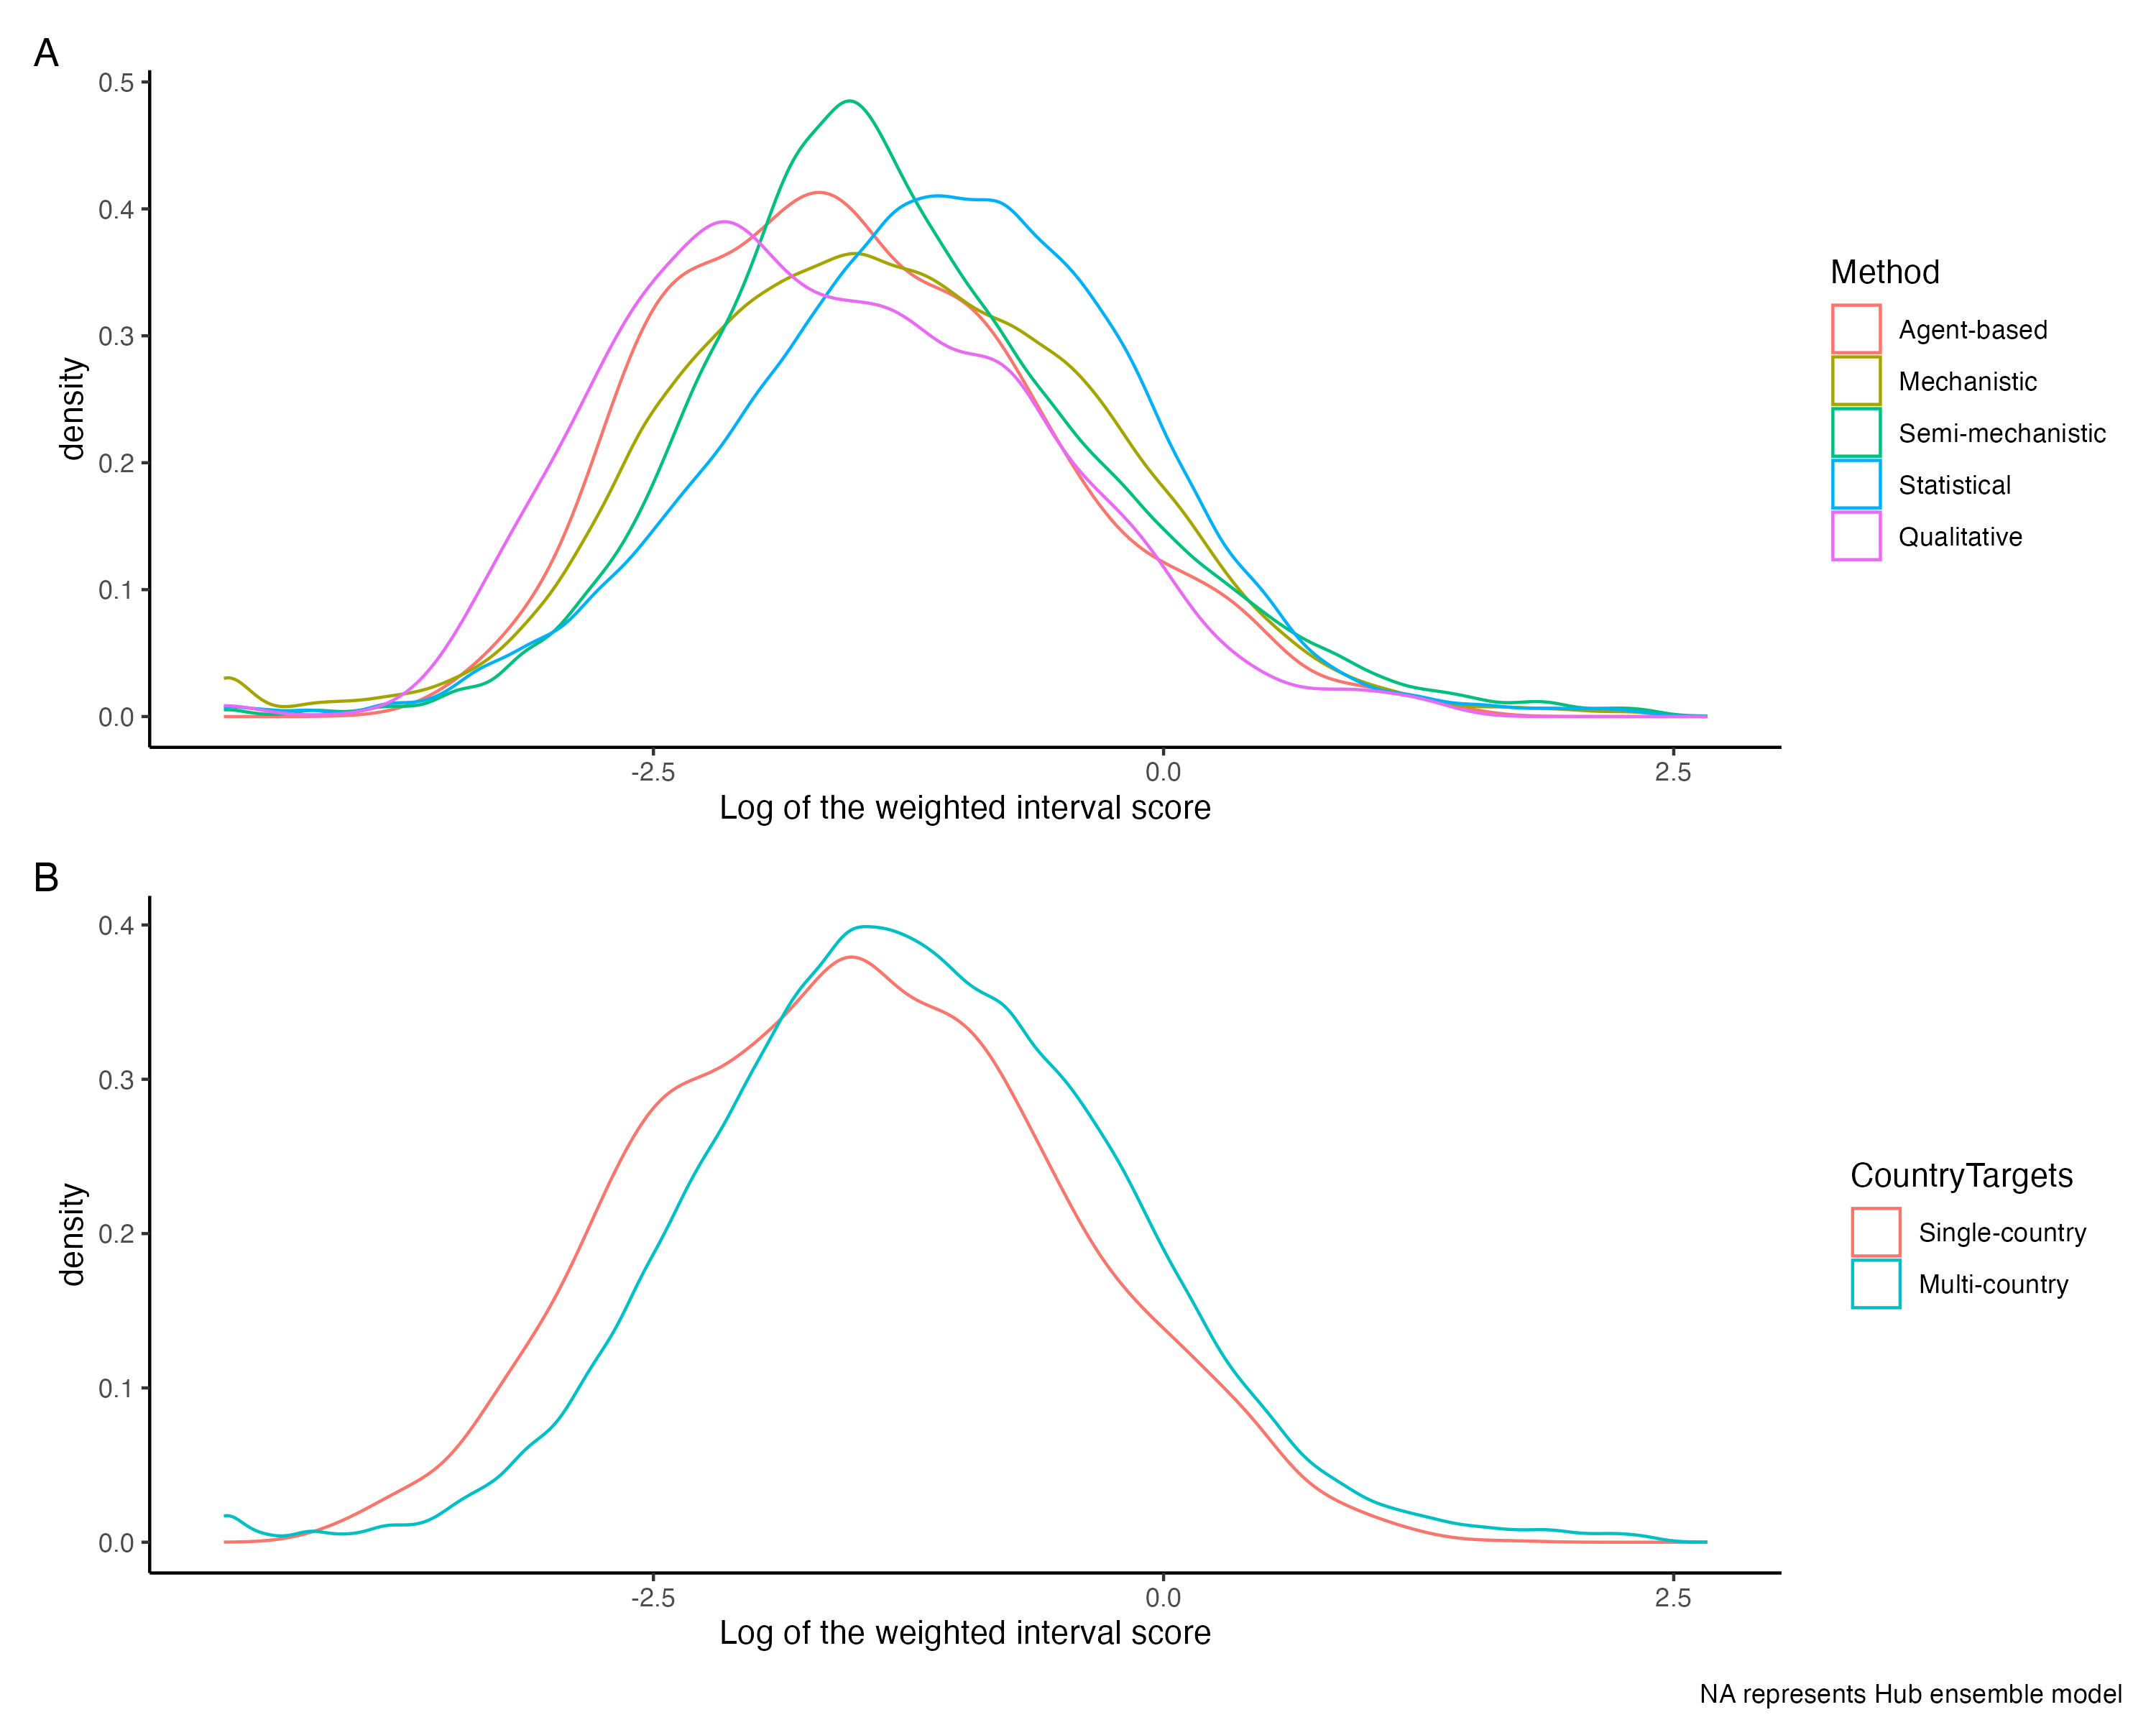 A
0.5
0.4
0.3
0.2
0.1
0.0
density
-2.5
0.0
2.5
Log of the weighted interval score
Method
Agent-based
Mechanistic
Semi-mechanistic
Statistical
Qualitative
B
0.4
0.3
0.2
0.1
0.0
density
-2.5
0.0
2.5
Log of the weighted interval score
CountryTargets
Single-country
Multi-country
NA represents Hub ensemble model